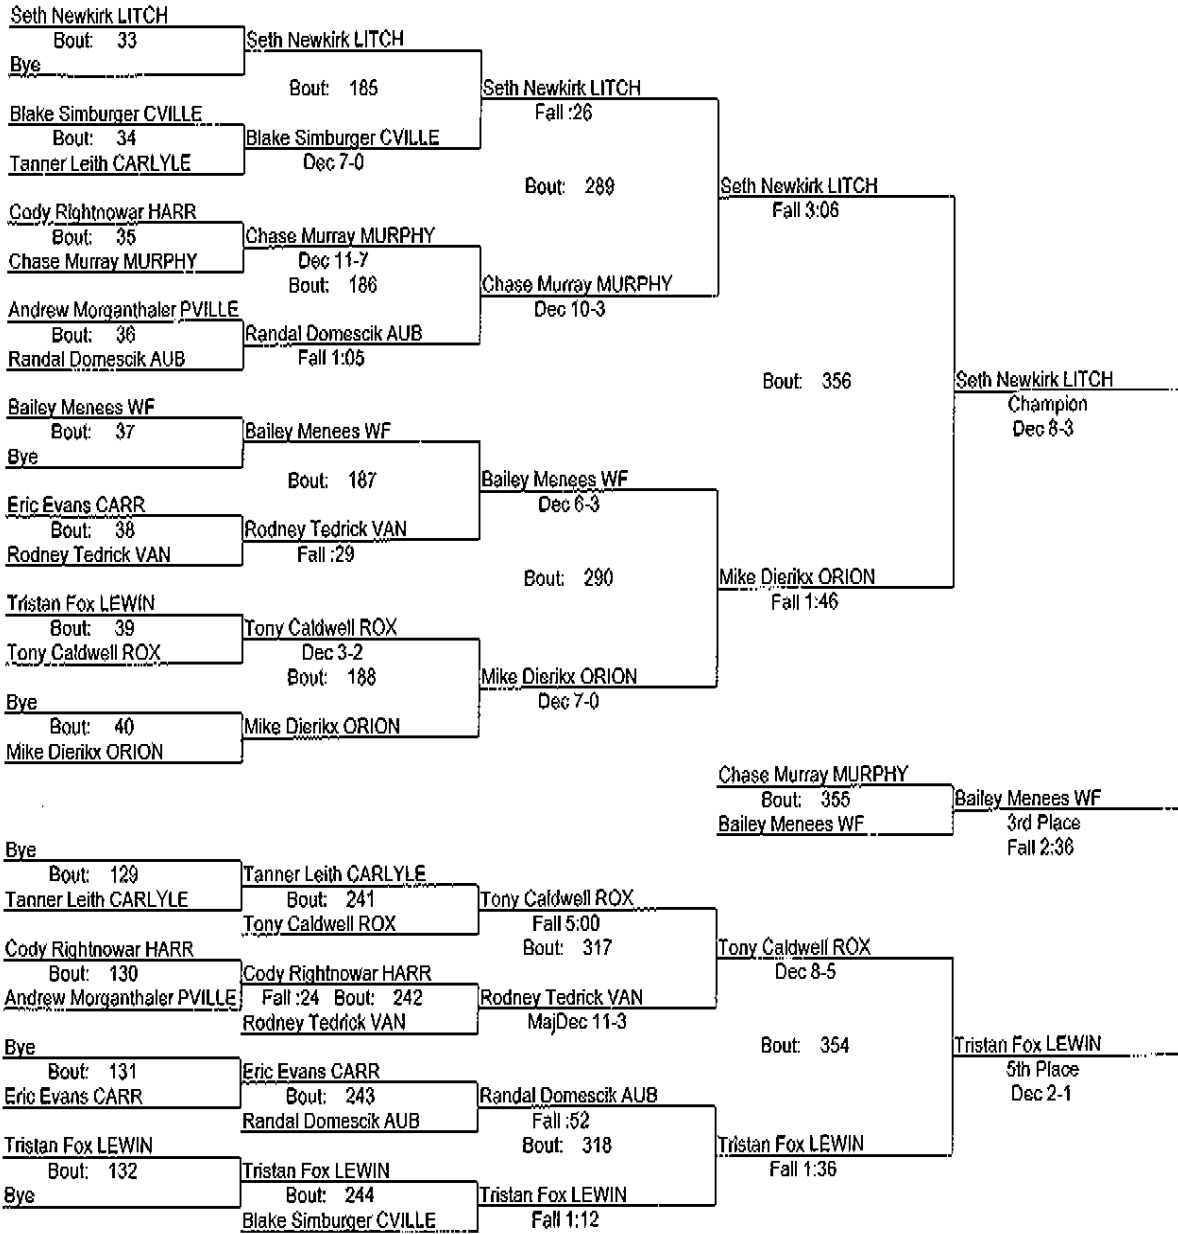 Seth Newkirk LITCH
Bout: 33
Bye
Seth Newkirk LITCH
Bout: 185
Blake Simburger CVILLE
Bout: 34
Tanner Leith CARLYLE
Blake Simburger CVILLE
Dec 7-0
Seth Newkirk LITCH
Fall :26
Bout: 289
Cody Rightnowar HARR
Bout: 35
Chase Murray MURPHY
Chase Murray MURPHY
Dec 11-7
Bout: 186
Andrew Morganthaler PVILLE
Bout: 36
Randal Domescik AUB
Randal Domescik AUB
Fall 1:05
Chase Murray MURPHY
Dec 10-3
Seth Newkirk LITCH
Fall 3:06
Bout: 356
Seth Newkirk LITCH
Champion
Dec 8-3
Bailey Menees WF
Bout: 37
Bye
Bailey Menees WF
Bout: 187
Eric Evans CARR
Bout: 38
Rodney Tedrick VAN
Rodney Tedrick VAN
Fall :29
Bailey Menees WF
Dec 6-3
Bout: 290
Tristan Fox LEWIN
Bout: 39
Tony Caldwell ROX
Tony Caldwell ROX
Dec 3-2
Bout: 188
Bye
Bout: 40
Mike Dierikx ORION
Mike Dierikx ORION
Mike Dierikx ORION
Dec 7-0
Mike Dierikx ORION
Fall 1:46
Chase Murray MURPHY
Bout: 355
Bailey Menees WF
Bailey Menees WF
3rd Place
Fall 2:36
Bye
Bout: 129
Tanner Leith CARLYLE
Tanner Leith CARLYLE
Bout: 241
Tony Caldwell ROX
Tony Caldwell ROX
Fall 5:00
Bout: 317
Cody Rightnowar HARR
Bout: 130
Andrew Morganthaler PVILLE
Cody Rightnowar HARR
Fall :24 Bout: 242
Rodney Tedrick VAN
Rodney Tedrick VAN
MajDec 11-3
Tony Caldwell ROX
Dec 8-5
Bout: 354
Tristan Fox LEWIN
5th Place
Dec 2-1
Bye
Bout: 131
Eric Evans CARR
Eric Evans CARR
Bout: 243
Randal Domescik AUB
Randal Domescik AUB
Fall :52
Bout: 318
Tristan Fox LEWIN
Bout: 132
Bye
Tristan Fox LEWIN
Bout: 244
Blake Simburger CVILLE
Tristan Fox LEWIN
Fall 1:12
Tristan Fox LEWIN
Fall 1:36